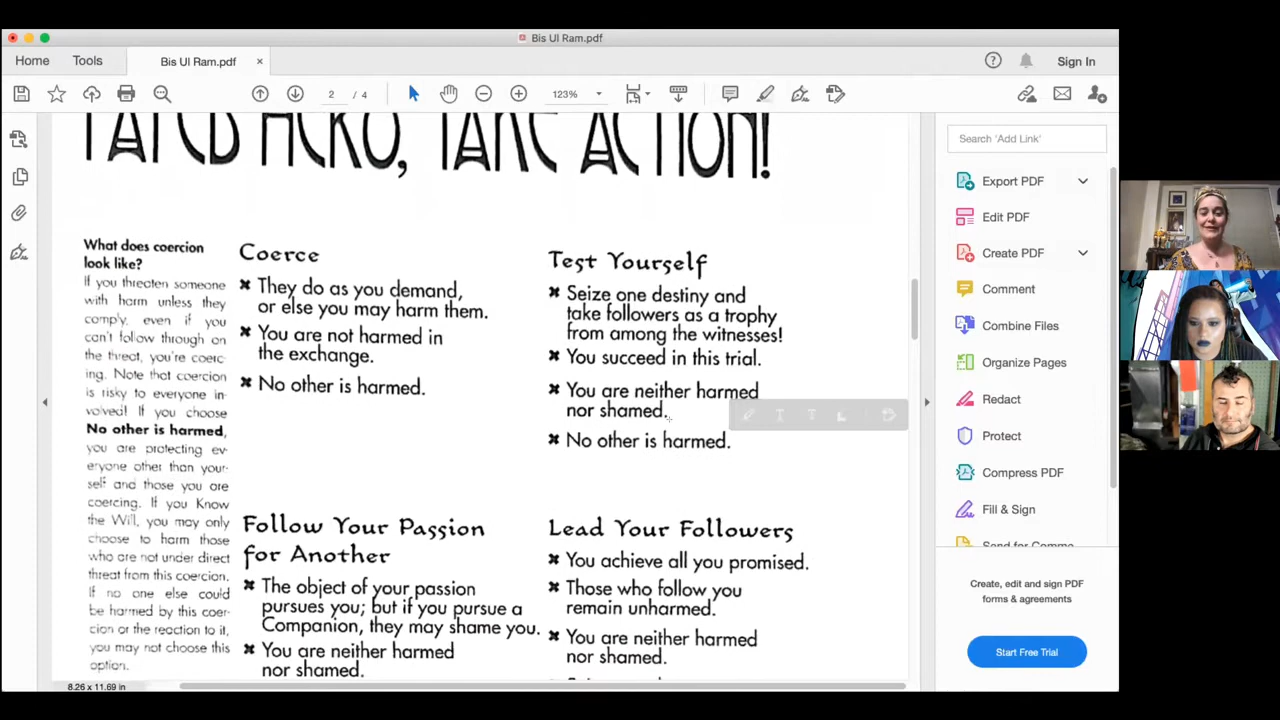 Bis Ul Ram.pdf
Home
Tools
Bis Ul Ram.pdf
Sign In
2 / 4
123%
FATED HERO, TAKE ACTION!
What does coercion
look like?
If you threaten someone
with harm unless they
comply, even if you
can't follow through on
the threat, you're coerc-
ing. Note that coercion
is risky to everyone in-
volved! If you choose
No other is harmed,
you are protecting ev-
eryone other than your-
self and those you are
coercing. If you Know
the Will, you may only
choose to harm those
who are not under direct
threat from this coercion.
If no one else could
be harmed by this coer-
cion or the reaction to it,
you may not choose this
option.
Coerce
They do as you demand,
or else you may harm them.
You are not harmed in
the exchange.
No other is harmed.
Test Yourself
Seize one destiny and
take followers as a trophy
from among the witnesses!
You succeed in this trial.
You are neither harmed
nor shamed.
No other is harmed.
Follow Your Passion
for Another
The object of your passion
pursues you; but if you pursue a
Companion, they may shame you.
You are neither harmed
nor shamed.
Lead Your Followers
You achieve all you promised.
Those who follow you
remain unharmed.
You are neither harmed
nor shamed.
8.26 x 11.69 in
Search 'Add Link'
Export PDF
Edit PDF
Create PDF
Comment
Combine Files
Organize Pages
Redact
Protect
Compress PDF
Fill & Sign
Send for Comme
Create, edit and sign PDF
forms & agreements
Start Free Trial